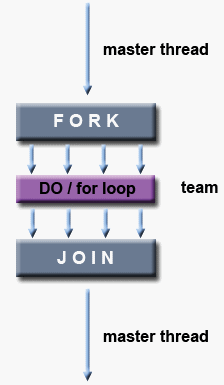 master thread
FORK
DO / for loop
team
JOIN
master thread